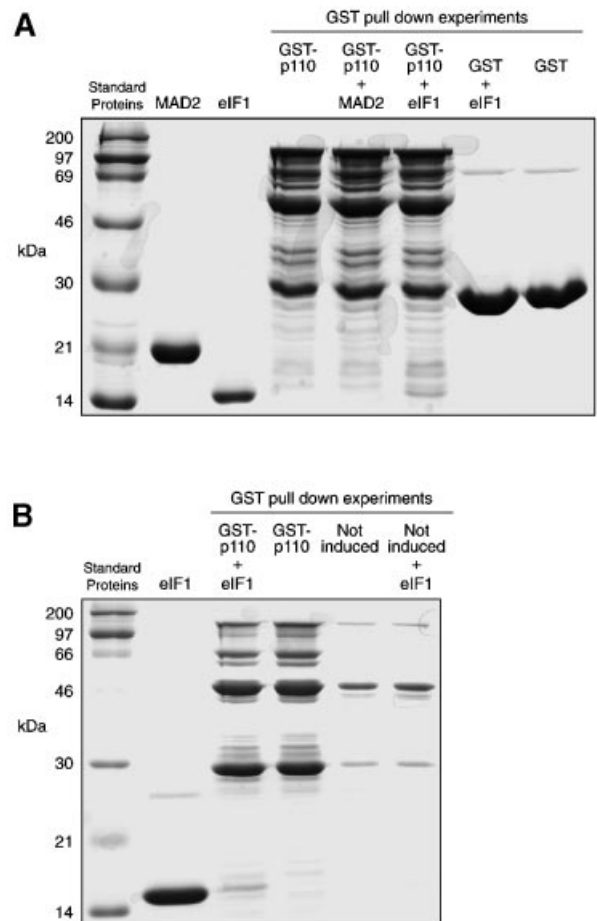 A
GST pull down experiments
Standard
Proteins
MAD2
eIF1
GST-
p110
GST-
p110
+
MAD2
GST-
p110
+
eIF1
GST
+
eIF1
GST
200
97
69
46
kDa
30
21
14
B
GST pull down experiments
Standard
Proteins
eIF1
GST-
p110
+
eIF1
GST-
p110
Not
induced
Not
induced
+
eIF1
200
97
66
46
kDa
30
21
14